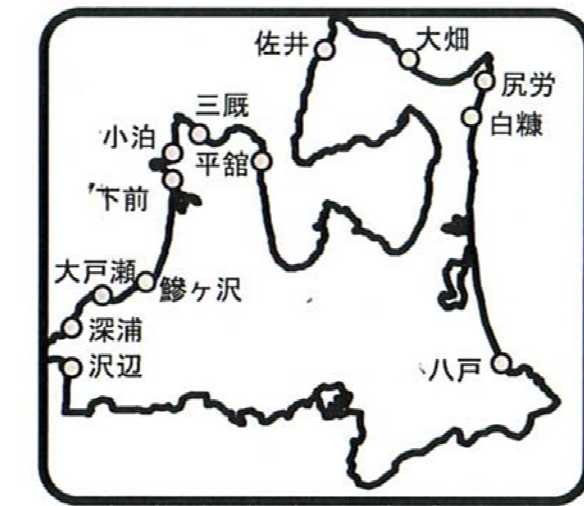 佐井
大畑
尻労
白糠
三厩
小泊
平舘
下前
大戸瀬
鰺ヶ沢
深浦
沢辺
八戸